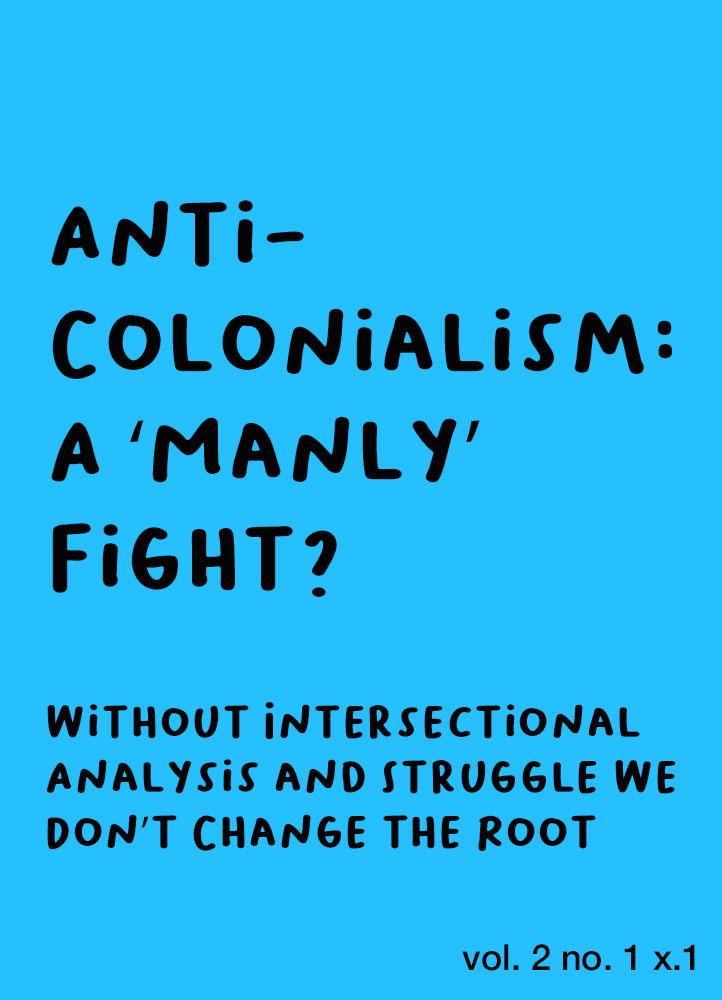 ANTi-
COLONiALiSM:
A ‘MANLY’
FiGHT?
WiTHOUT iNTERSECTiONAL
ANALYSiS AND STRUGGLE WE
DON’T CHANGE THE ROOT
vol. 2 no. 1 x.1